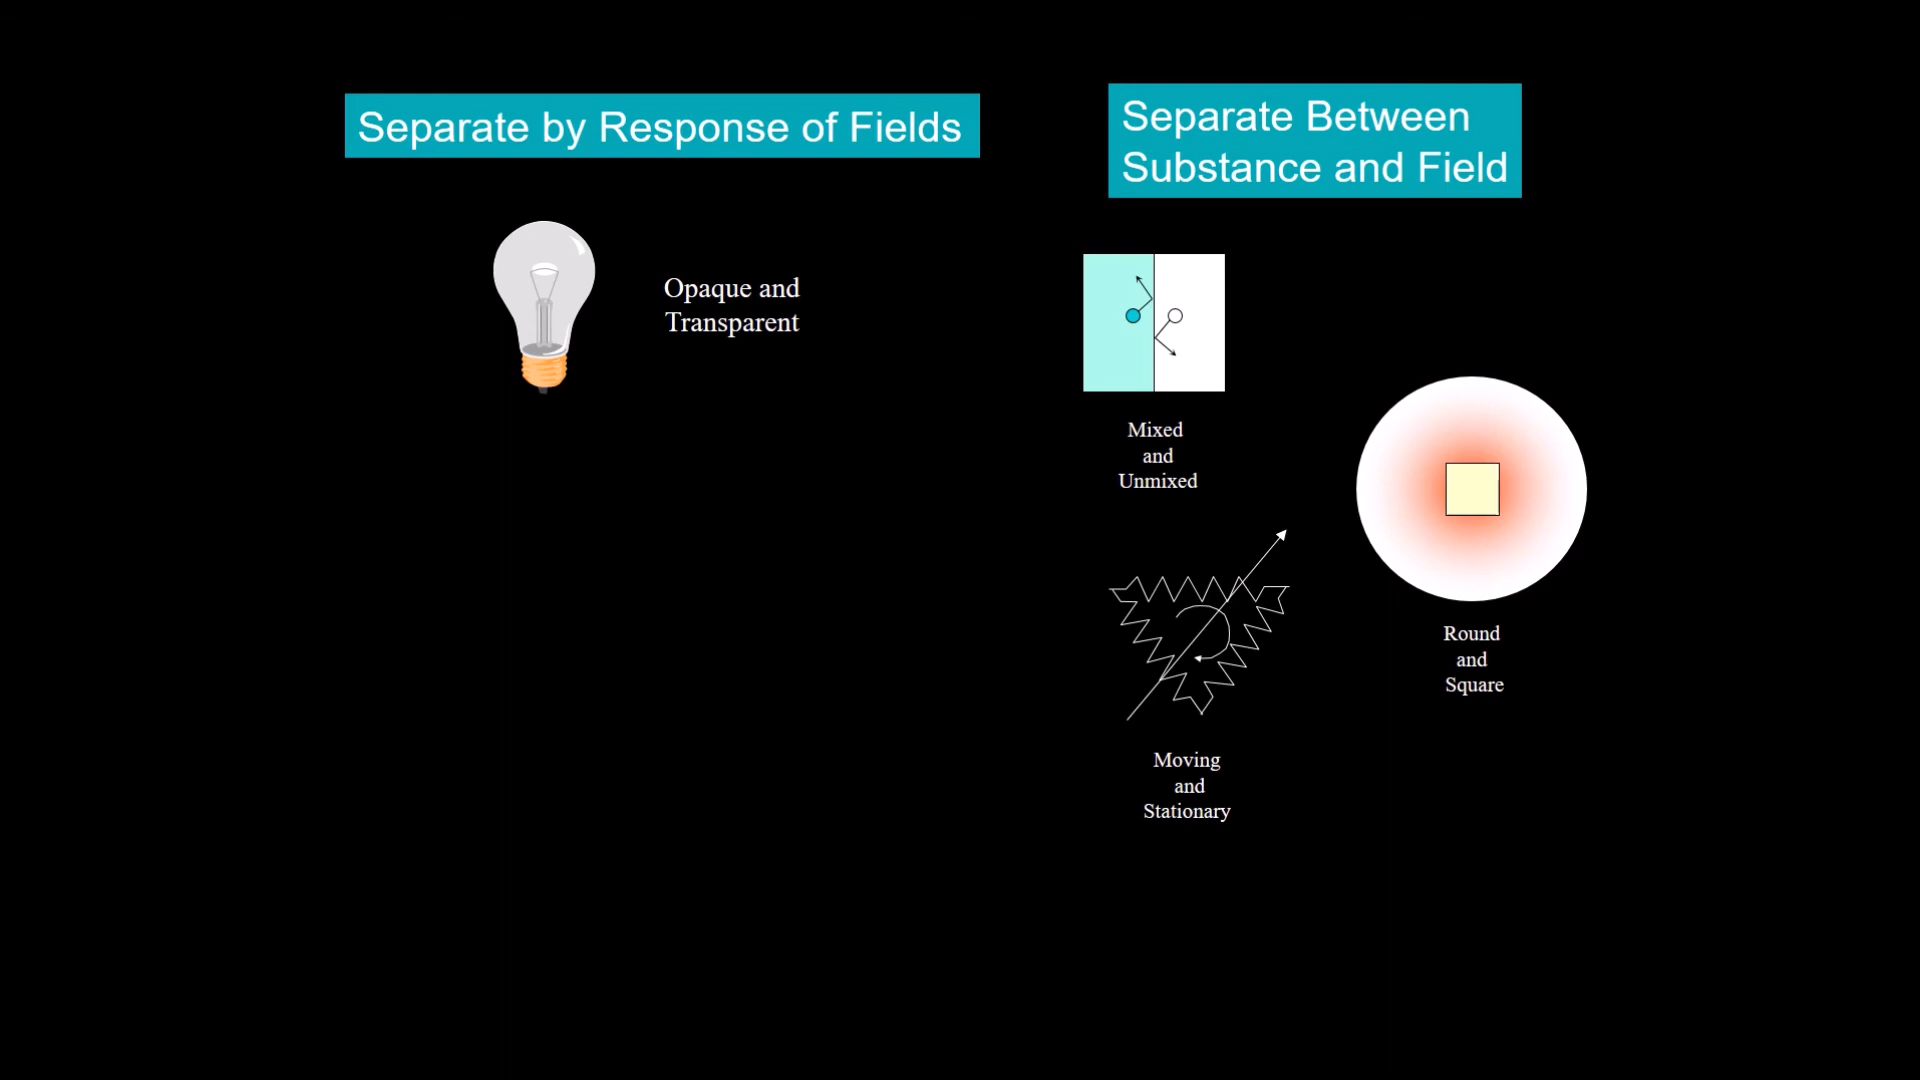 Separate by Response of Fields
Opaque and
Transparent
Separate Between
Substance and Field
Mixed
and
Unmixed
Round
and
Square
Moving
and
Stationary